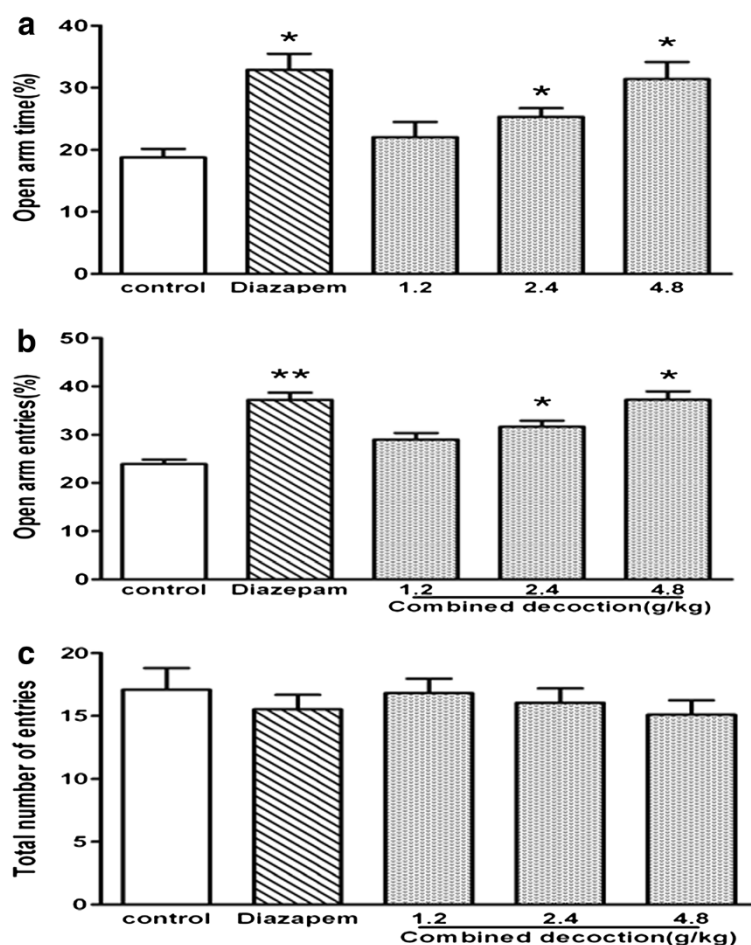 a
Open arm time(%)
40
30
20
10
0
*
*
*
control Diazapem 1.2 2.4 4.8
b
Open arm entries(%)
50
40
30
20
10
0
**
*
*
control Diazepam 1.2 2.4 4.8
Combined decoction(g/kg)
c
Total number of entries
20
15
10
5
0
control Diazapem 1.2 2.4 4.8
Combined decoction(g/kg)